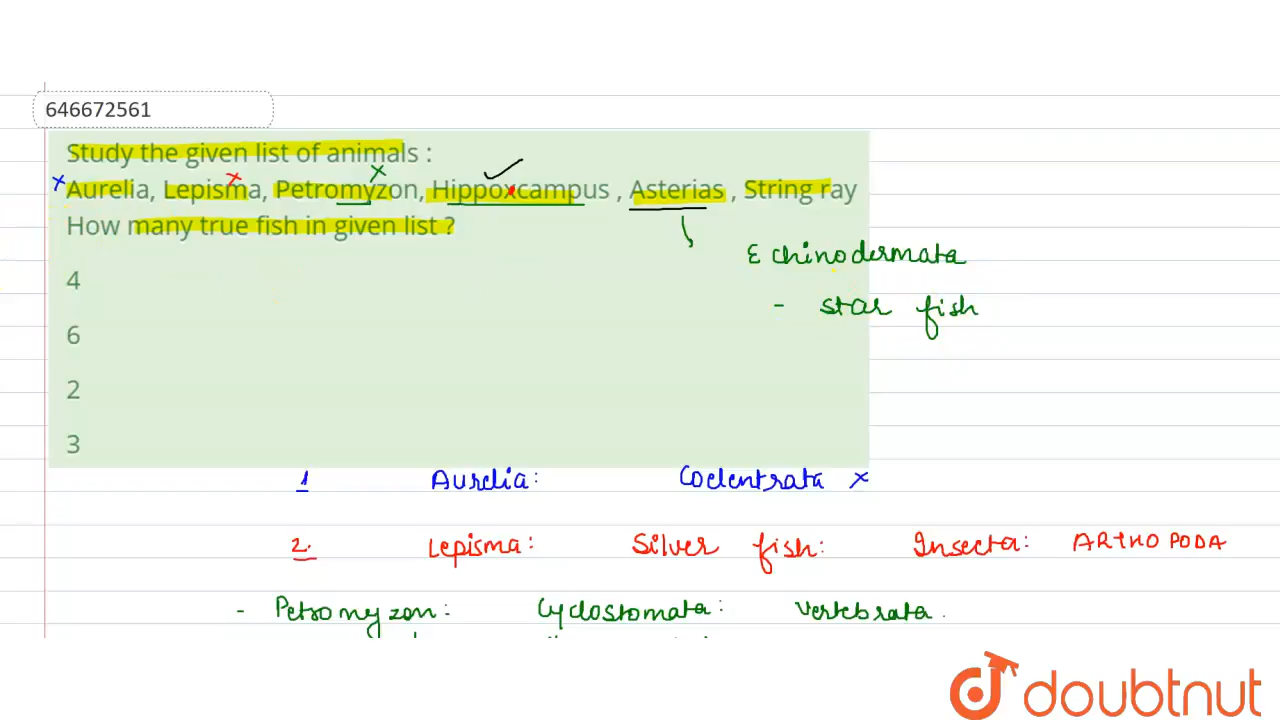 646672561
Study the given list of animals :
x Aurelia, Lepisma, Petromyzon, Hippoxcampus , Asterias , String ray
How many true fish in given list ?
Echinodermata
4
- Star fish
6
2
3
1 Aurelia: Coelentrata x
2. Lepisma: Silver fish: Insecta: ARTHOPODA
- Petromyzon: Cyclostomata: Vertebrata.
doubtnut